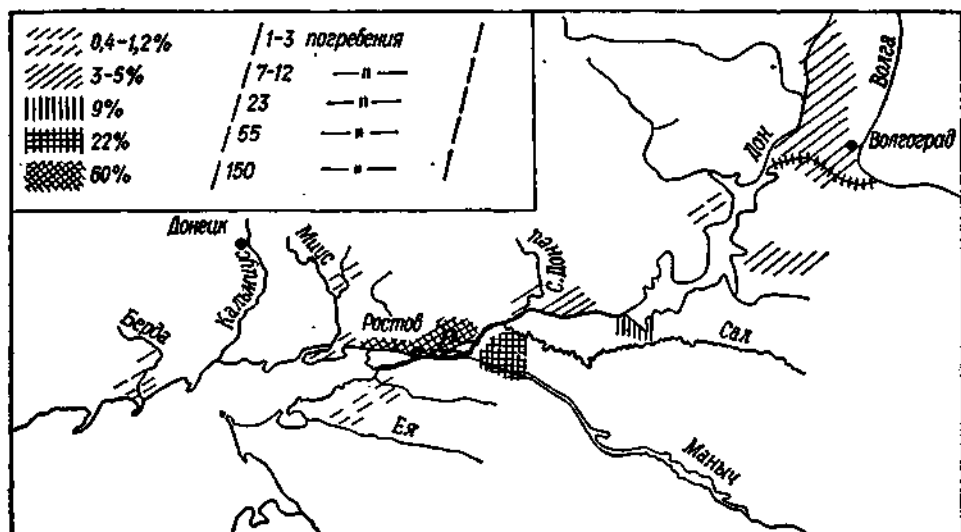 0,4-1,2% /1-3 погребения /
3-5% /7-12 —"— /
9% /23 —"— /
22% /55 —"— /
60% /150 —"— /
Волга
Волгоград
Дон
Донецк
Миус
С. Донец
Кальмиус
Берда
Ростов
Сал
Ея
Маныч